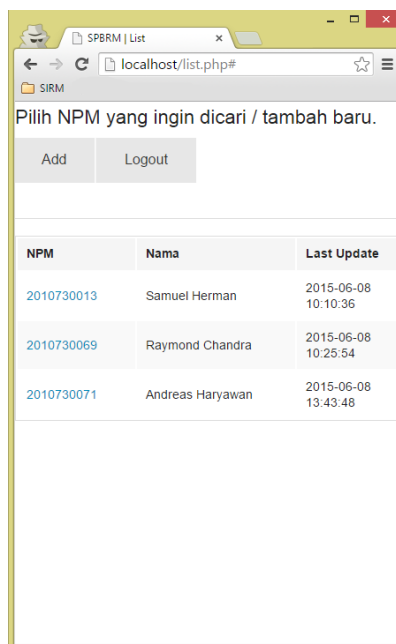 SPBRM | List
localhost/list.php#
SIRM
Pilih NPM yang ingin dicari / tambah baru.
Add Logout
NPM Nama Last Update
2010730013 Samuel Herman 2015-06-08
10:10:36
2010730069 Raymond Chandra 2015-06-08
10:25:54
2010730071 Andreas Haryawan 2015-06-08
13:43:48